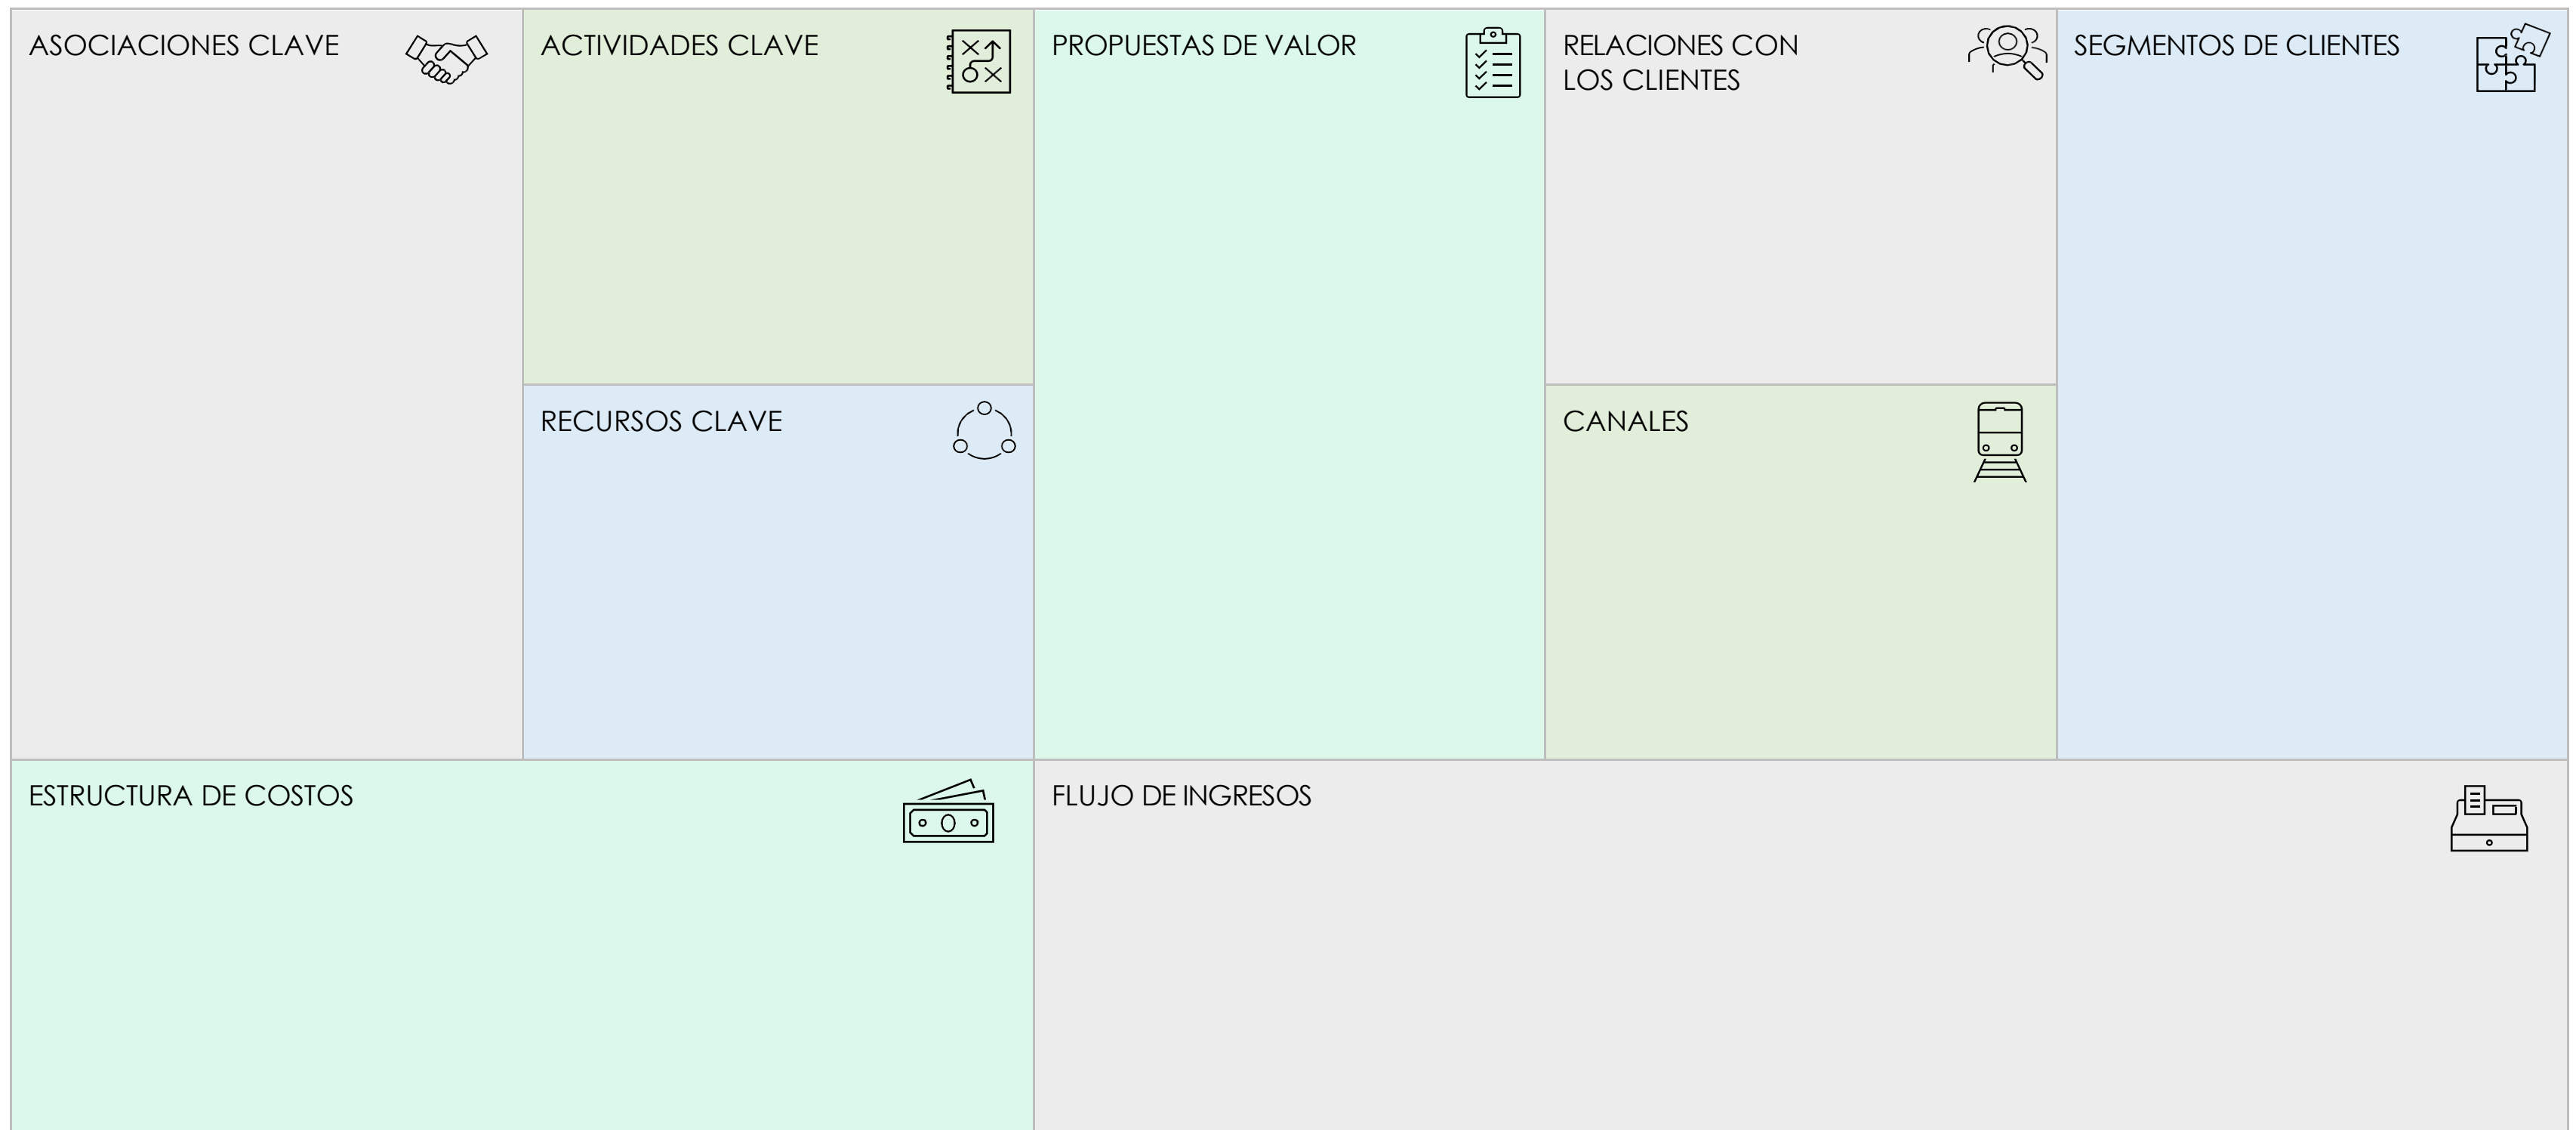 ASOCIACIONES CLAVE
ACTIVIDADES CLAVE
PROPUESTAS DE VALOR
RELACIONES CON
LOS CLIENTES
SEGMENTOS DE CLIENTES
RECURSOS CLAVE
CANALES
ESTRUCTURA DE COSTOS
FLUJO DE INGRESOS